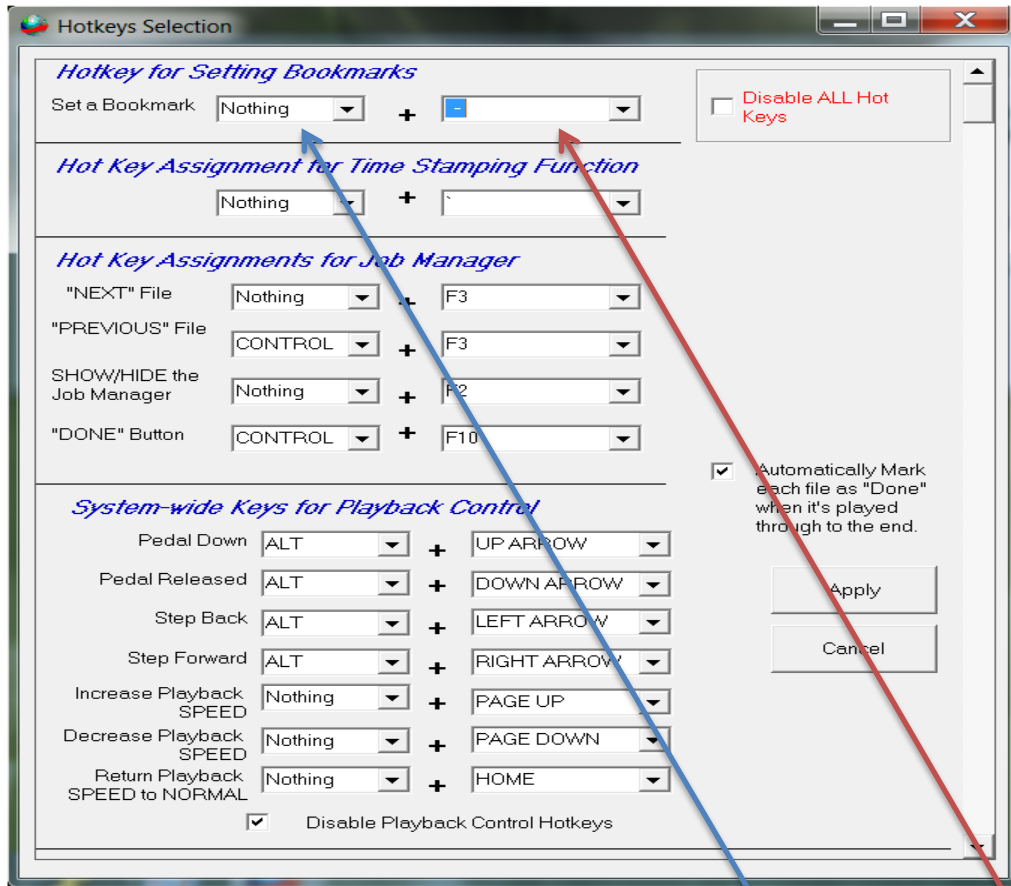 Hotkeys Selection
Hotkey for Setting Bookmarks
Set a Bookmark Nothing + -
Disable ALL Hot
Keys
Hot Key Assignment for Time Stamping Function
Nothing + `
Hot Key Assignments for Job Manager
"NEXT" File Nothing + F3
"PREVIOUS" File
CONTROL + F3
SHOW/HIDE the
Job Manager Nothing + F2
"DONE" Button CONTROL + F10
Automatically Mark
each file as "Done"
when it's played
through to the end.
System-wide Keys for Playback Control
Pedal Down ALT + UP ARROW
Pedal Released ALT + DOWN ARROW
Apply
Step Back ALT + LEFT ARROW
Step Forward ALT + RIGHT ARROW
Cancel
Increase Playback
SPEED Nothing + PAGE UP
Decrease Playback
SPEED Nothing + PAGE DOWN
Return Playback
SPEED to NORMAL Nothing + HOME
Disable Playback Control Hotkeys